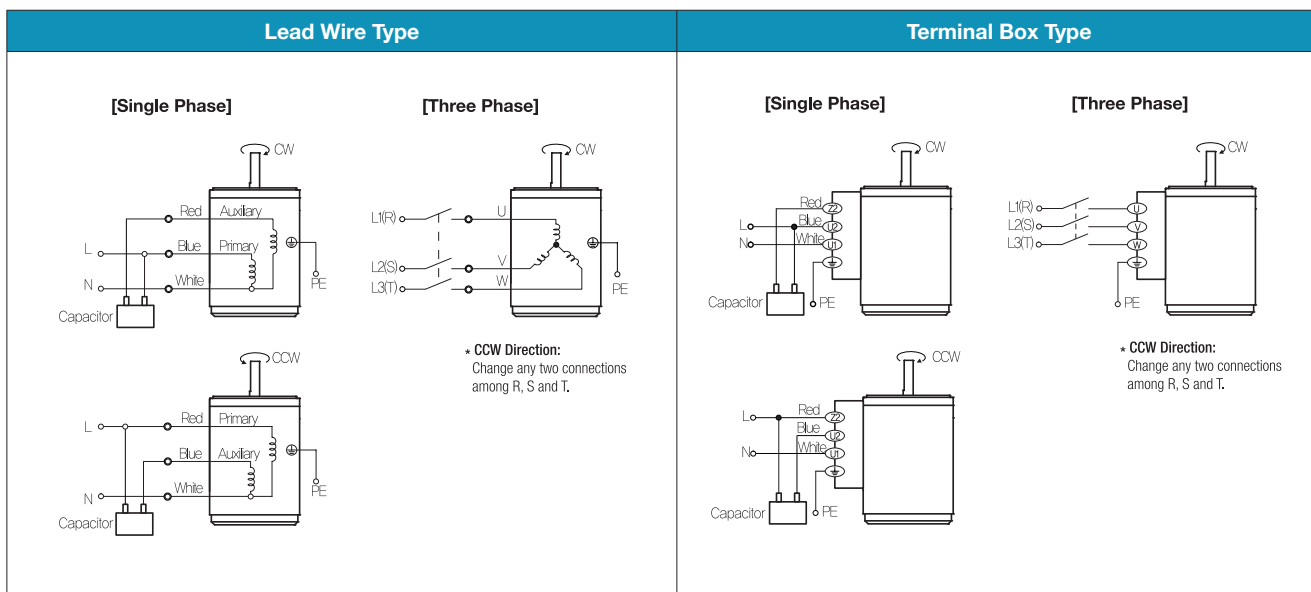 Lead Wire Type
Terminal Box Type
[Single Phase]
[Three Phase]
CW
Red Auxiliary
L Blue Primary
N White
Capacitor
PE
CW
L1(R) U
L2(S) V
L3(T) W
PE
* CCW Direction:
Change any two connections
among R, S and T.
CCW
L Red Primary
Blue Auxiliary
N White
Capacitor
PE
[Single Phase]
[Three Phase]
CW
Red Z2
L Blue U2
N White U1
Capacitor
PE
CW
L1(R) U
L2(S) V
L3(T) W
PE
* CCW Direction:
Change any two connections
among R, S and T.
CCW
L Red Z2
Blue U2
N White U1
Capacitor
PE